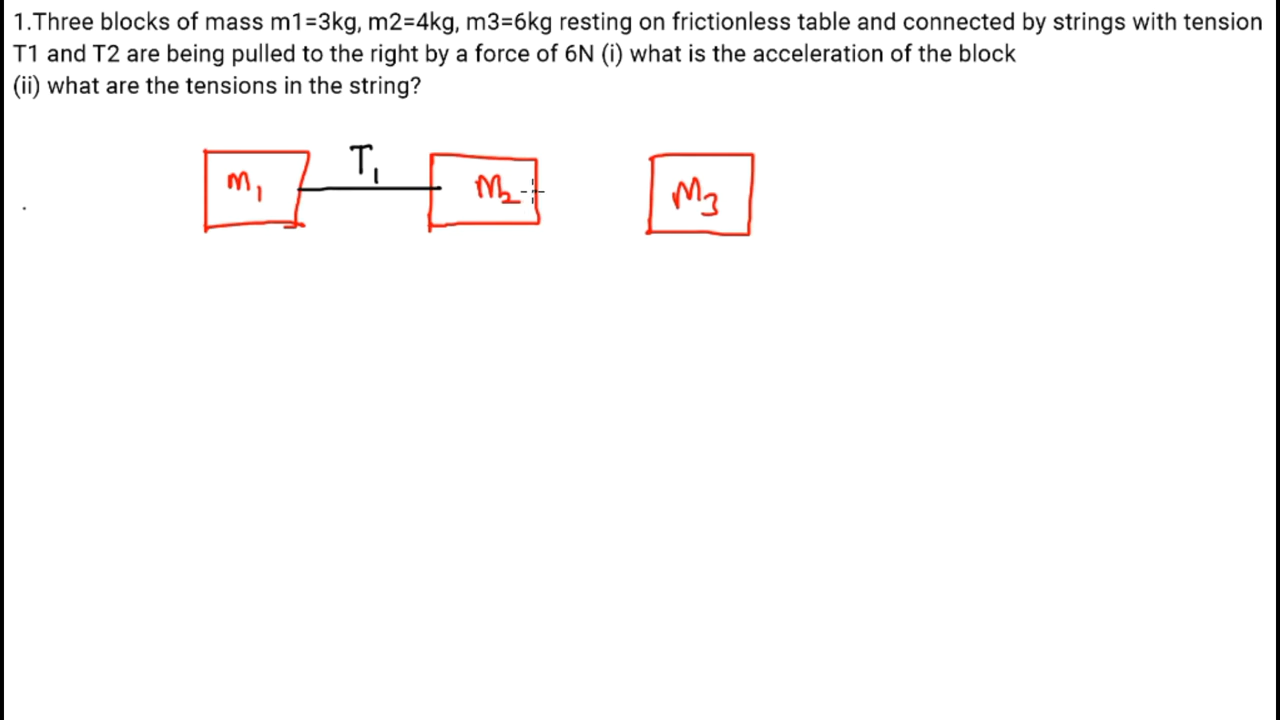 1.Three blocks of mass m1=3kg, m2=4kg, m3=6kg resting on frictionless table and connected by strings with tension
T1 and T2 are being pulled to the right by a force of 6N (i) what is the acceleration of the block
(ii) what are the tensions in the string?
T₁
m₁ M₂ M₃